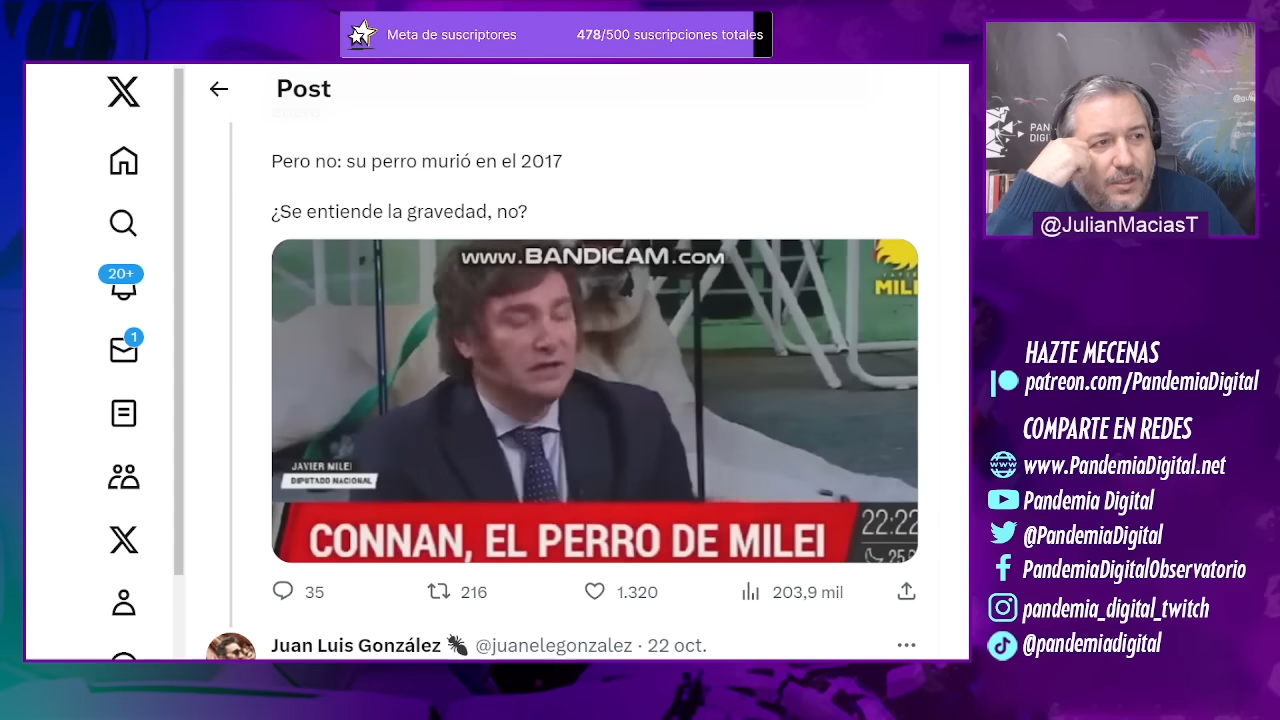 Meta de suscriptores
478/500 suscripciones totales
Post
Pero no: su perro murió en el 2017
¿Se entiende la gravedad, no?
www.BANDICAM.COM
JAVIER MILEI
DIPUTADO NACIONAL
CONNAN, EL PERRO DE MILEI
22:22
20+
1
35
216
1.320
203,9 mil
Juan Luis González @juanelegonzalez · 22 oct.
@JulianMaciasT
HAZTE MECENAS
patreon.com/PandemiaDigital
COMPARTE EN REDES
www.PandemiaDigital.net
Pandemia Digital
@PandemiaDigital
PandemiaDigitalObservatorio
pandemia_digital_twitch
@pandemiadigital